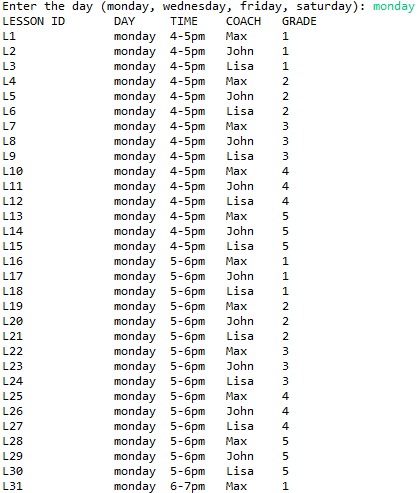 Enter the day (monday, wednesday, friday, saturday): monday
LESSON ID DAY TIME COACH GRADE
L1 monday 4-5pm Max 1
L2 monday 4-5pm John 1
L3 monday 4-5pm Lisa 1
L4 monday 4-5pm Max 2
L5 monday 4-5pm John 2
L6 monday 4-5pm Lisa 2
L7 monday 4-5pm Max 3
L8 monday 4-5pm John 3
L9 monday 4-5pm Lisa 3
L10 monday 4-5pm Max 4
L11 monday 4-5pm John 4
L12 monday 4-5pm Lisa 4
L13 monday 4-5pm Max 5
L14 monday 4-5pm John 5
L15 monday 4-5pm Lisa 5
L16 monday 5-6pm Max 1
L17 monday 5-6pm John 1
L18 monday 5-6pm Lisa 1
L19 monday 5-6pm Max 2
L20 monday 5-6pm John 2
L21 monday 5-6pm Lisa 2
L22 monday 5-6pm Max 3
L23 monday 5-6pm John 3
L24 monday 5-6pm Lisa 3
L25 monday 5-6pm Max 4
L26 monday 5-6pm John 4
L27 monday 5-6pm Lisa 4
L28 monday 5-6pm Max 5
L29 monday 5-6pm John 5
L30 monday 5-6pm Lisa 5
L31 monday 6-7pm Max 1